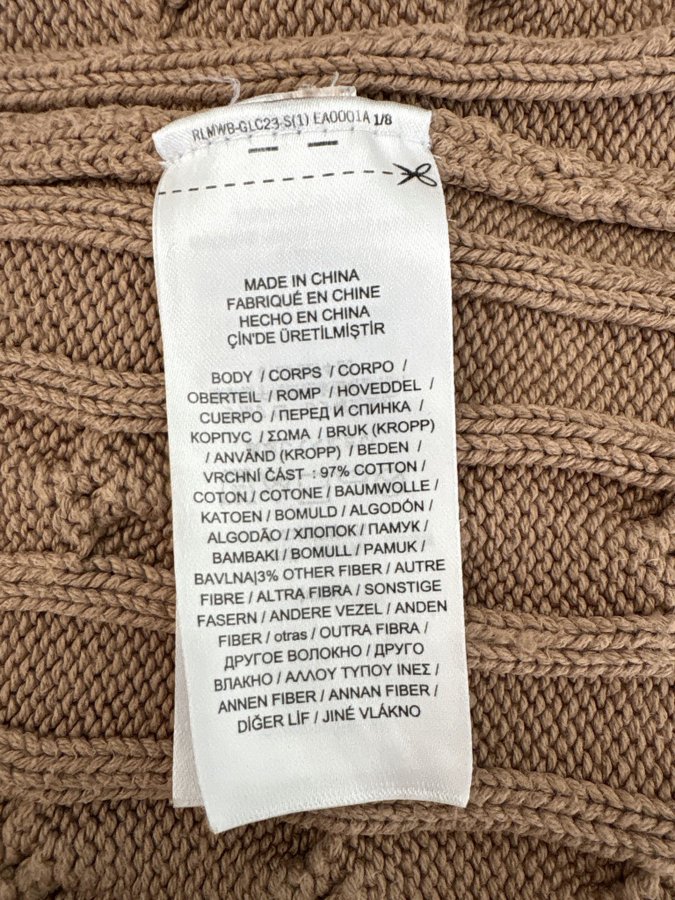 RLMWB-GLC23-S(1) EA0001A 1/8
MADE IN CHINA
FABRIQUÉ EN CHINE
HECHO EN CHINA
ÇİN'DE ÜRETİLMİŞTİR
BODY / CORPS / CORPO /
OBERTEIL / ROMP / HOVEDDEL /
CUERPO / ПЕРЕД И СПИНКА /
КОРПУС / ΣΩΜΑ / BRUK (KROPP)
/ ANVÄND (KROPP) / BEDEN /
VRCHNÍ ČÁST : 97% COTTON /
COTON / COTONE / BAUMWOLLE /
KATOEN / BOMULD / ALGODÓN /
ALGODÃO / ХЛОПОК / ПАМУК /
BAMBAKI / BOMULL / PAMUK /
BAVLNA|3% OTHER FIBER / AUTRE
FIBRE / ALTRA FIBRA / SONSTIGE
FASERN / ANDERE VEZEL / ANDEN
FIBER / otras / OUTRA FIBRA /
ДРУГОЕ ВОЛОКНО / ДРУГО
ВЛАКНО / ΑΛΛΟΥ ΤΥΠΟΥ ΙΝΕΣ /
ANNEN FIBER / ANNAN FIBER /
DİĞER LİF / JINÉ VLÁKNO